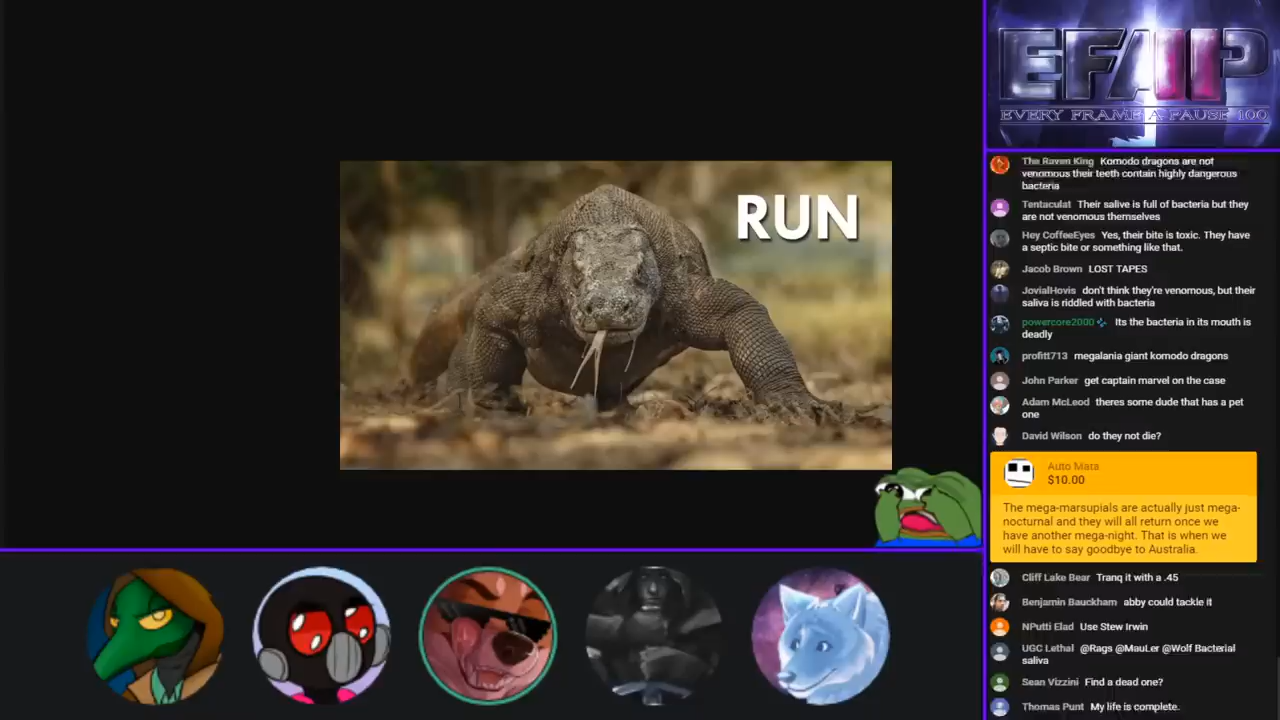 RUN
EFAP
EVERY FRAME A PAUSE 100
The Raven King Komodo dragons are not
venomous their teeth contain highly dangerous
bacteria
Tentaculat Their salive is full of bacteria but they
are not venomous themselves
Hey CoffeeEyes Yes, their bite is toxic. They have
a septic bite or something like that.
Jacob Brown LOST TAPES
JovialHovis don't think they're venomous, but their
saliva is riddled with bacteria
powercore2000 Its the bacteria in its mouth is
deadly
profitt713 megalania giant komodo dragons
John Parker get captain marvel on the case
Adam McLeod theres some dude that has a pet
one
David Wilson do they not die?
Auto Mata
$10.00
The mega-marsupials are actually just mega-
nocturnal and they will all return once we
have another mega-night. That is when we
will have to say goodbye to Australia.
Cliff Lake Bear Tranq it with a .45
Benjamin Bauckham abby could tackle it
NPutti Elad Use Stew Irwin
UGC Lethal @Rags @MauLer @Wolf Bacterial
saliva
Sean Vizzini Find a dead one?
Thomas Punt My life is complete.